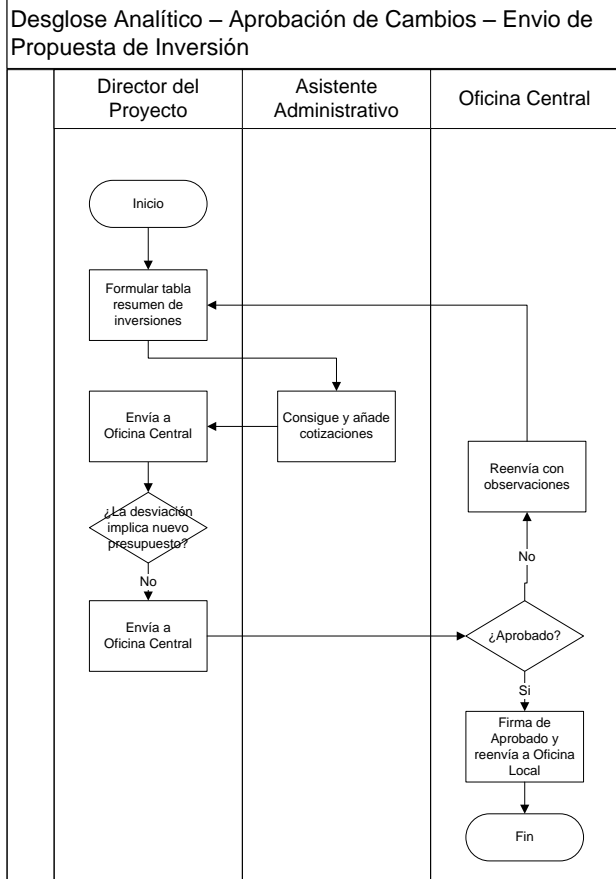 Desglose Analítico – Aprobación de Cambios – Envio de
Propuesta de Inversión
Director del
Proyecto
Asistente
Administrativo
Oficina Central
Inicio
Formular tabla
resumen de
inversiones
Envía a
Oficina Central
Consigue y añade
cotizaciones
Reenvía con
observaciones
¿La desviación
implica nuevo
presupuesto?
No
No
Envía a
Oficina Central
¿Aprobado?
Si
Firma de
Aprobado y
reenvía a Oficina
Local
Fin